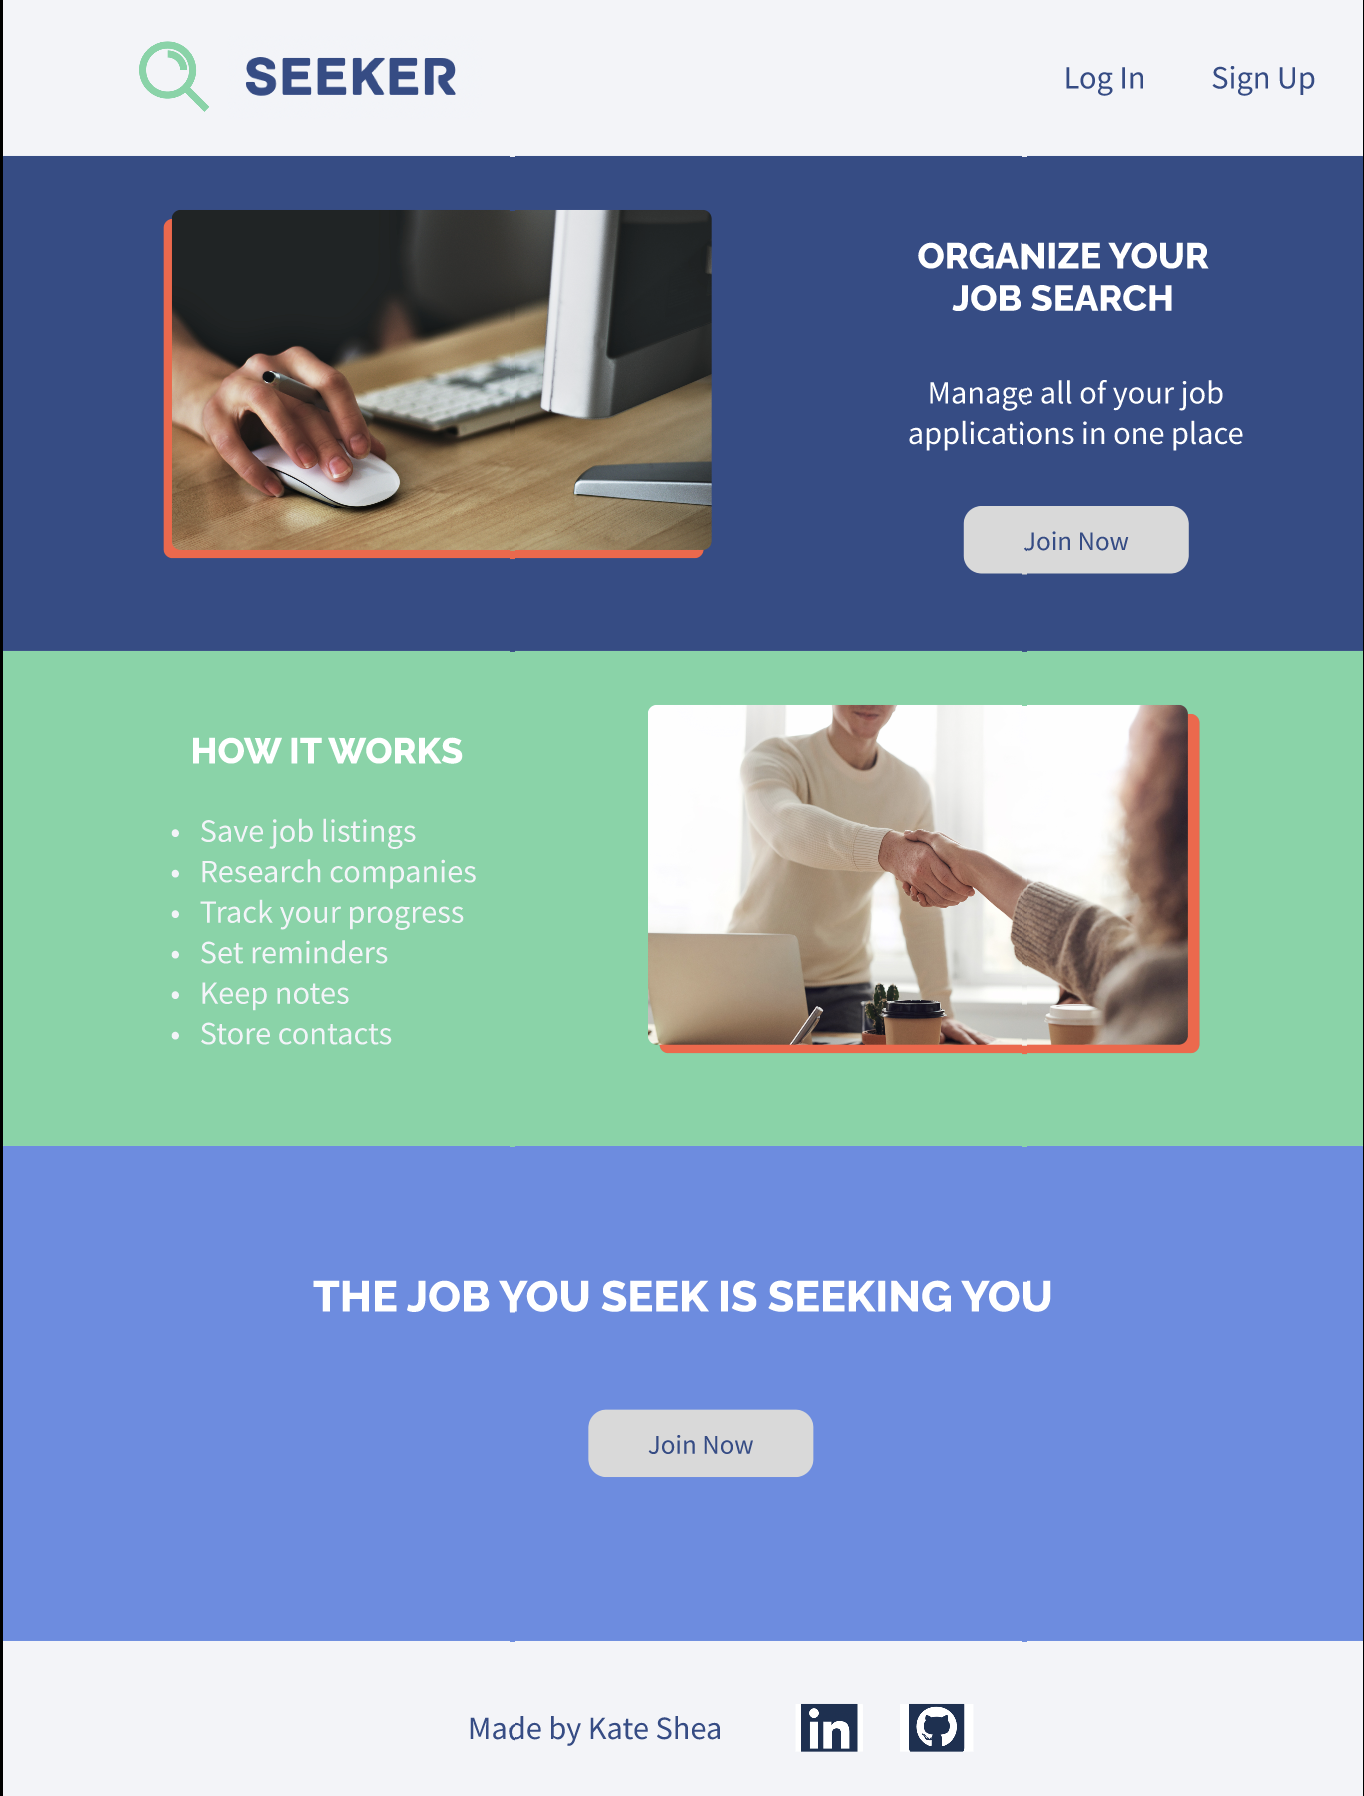 SEEKER
Log In
Sign Up
ORGANIZE YOUR
JOB SEARCH
Manage all of your job
applications in one place
Join Now
HOW IT WORKS
• Save job listings
• Research companies
• Track your progress
• Set reminders
• Keep notes
• Store contacts
THE JOB YOU SEEK IS SEEKING YOU
Join Now
Made by Kate Shea
in